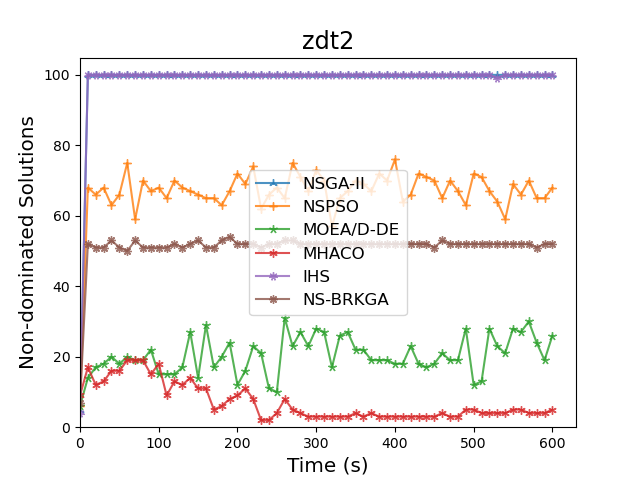 zdt2
Non-dominated Solutions
100
80
60
40
20
0
NSGA-II
NSPSO
MOEA/D-DE
MHACO
IHS
NS-BRKGA
0 100 200 300 400 500 600
Time (s)